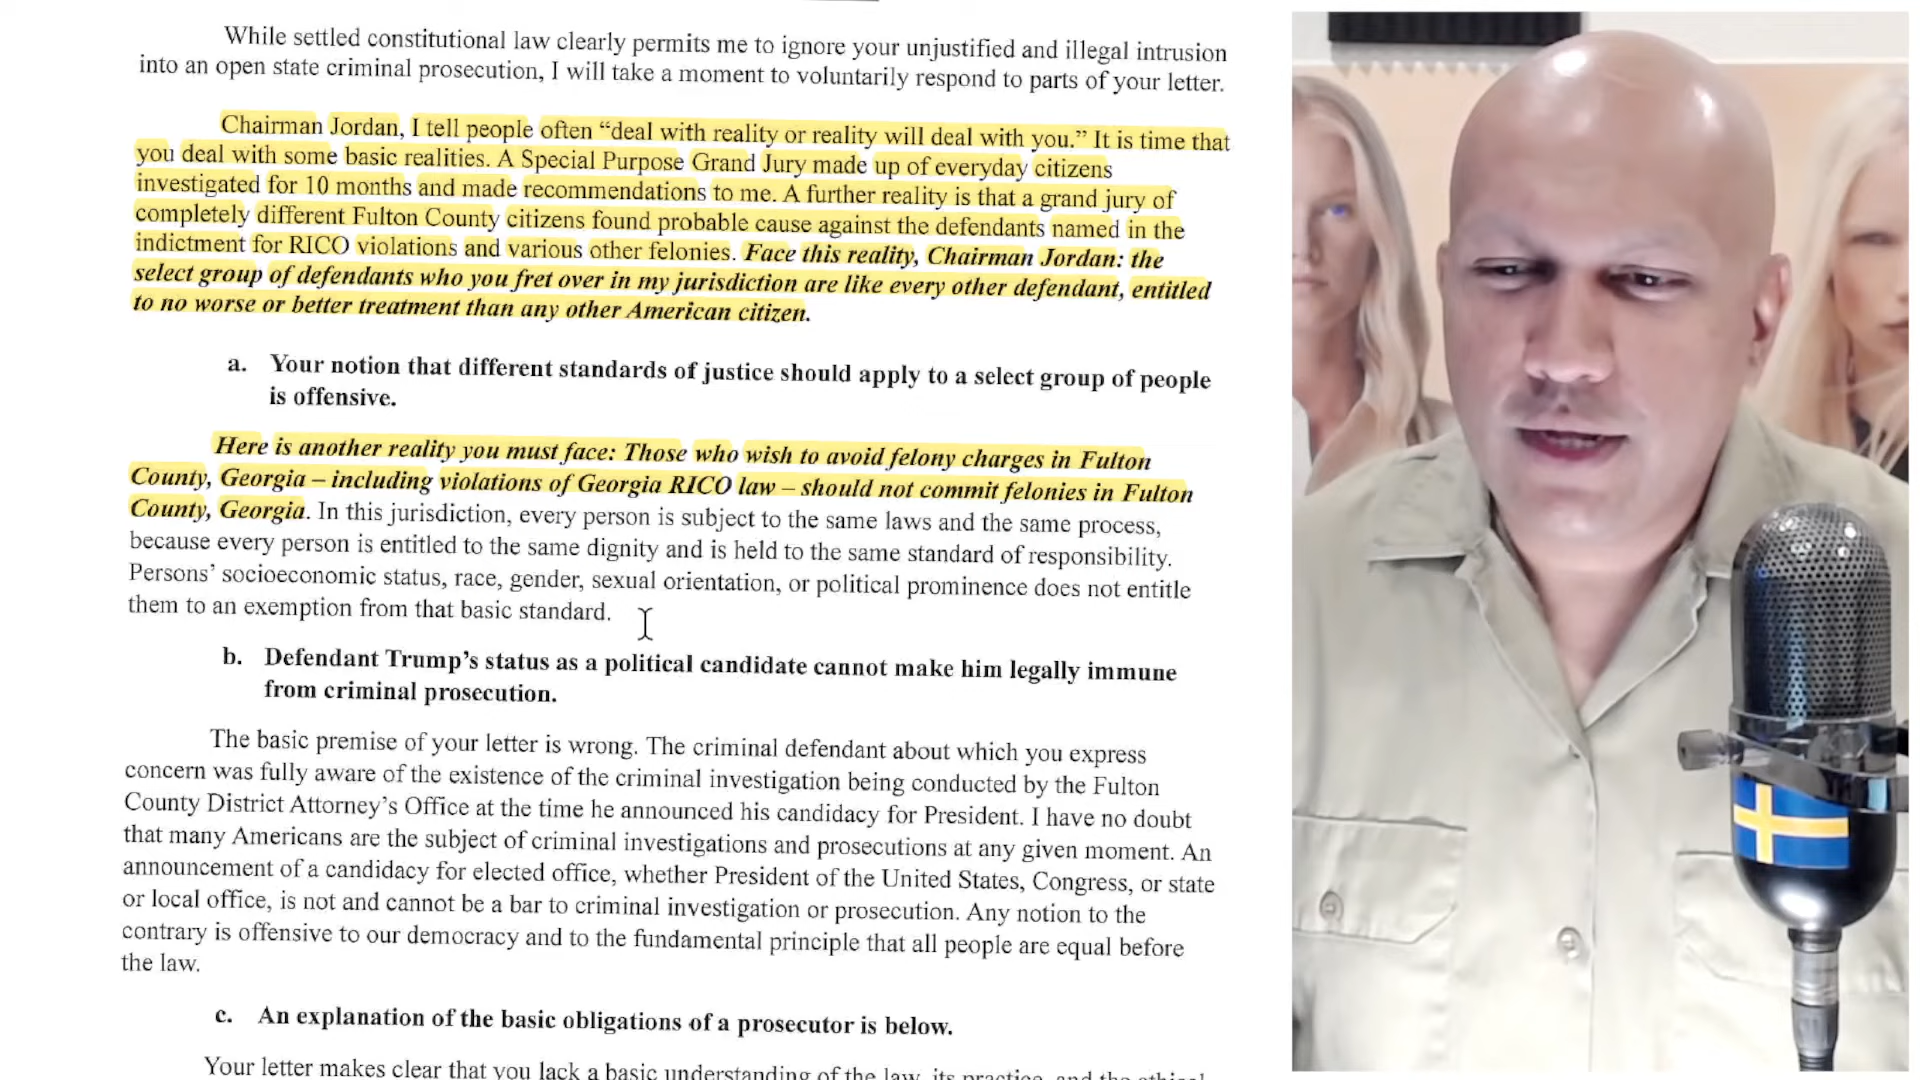 While settled constitutional law clearly permits me to ignore your unjustified and illegal intrusion
into an open state criminal prosecution, I will take a moment to voluntarily respond to parts of your letter.
Chairman Jordan, I tell people often “deal with reality or reality will deal with you.” It is time that
you deal with some basic realities. A Special Purpose Grand Jury made up of everyday citizens
investigated for 10 months and made recommendations to me. A further reality is that a grand jury of
completely different Fulton County citizens found probable cause against the defendants named in the
indictment for RICO violations and various other felonies. Face this reality, Chairman Jordan: the
select group of defendants who you fret over in my jurisdiction are like every other defendant, entitled
to no worse or better treatment than any other American citizen.
a. Your notion that different standards of justice should apply to a select group of people
is offensive.
Here is another reality you must face: Those who wish to avoid felony charges in Fulton
County, Georgia – including violations of Georgia RICO law – should not commit felonies in Fulton
County, Georgia. In this jurisdiction, every person is subject to the same laws and the same process,
because every person is entitled to the same dignity and is held to the same standard of responsibility.
Persons’ socioeconomic status, race, gender, sexual orientation, or political prominence does not entitle
them to an exemption from that basic standard.
b. Defendant Trump’s status as a political candidate cannot make him legally immune
from criminal prosecution.
The basic premise of your letter is wrong. The criminal defendant about which you express
concern was fully aware of the existence of the criminal investigation being conducted by the Fulton
County District Attorney’s Office at the time he announced his candidacy for President. I have no doubt
that many Americans are the subject of criminal investigations and prosecutions at any given moment. An
announcement of a candidacy for elected office, whether President of the United States, Congress, or state
or local office, is not and cannot be a bar to criminal investigation or prosecution. Any notion to the
contrary is offensive to our democracy and to the fundamental principle that all people are equal before
the law.
c. An explanation of the basic obligations of a prosecutor is below.
Your letter makes clear that you lack a basic understanding of the law, its practice, and the ethical